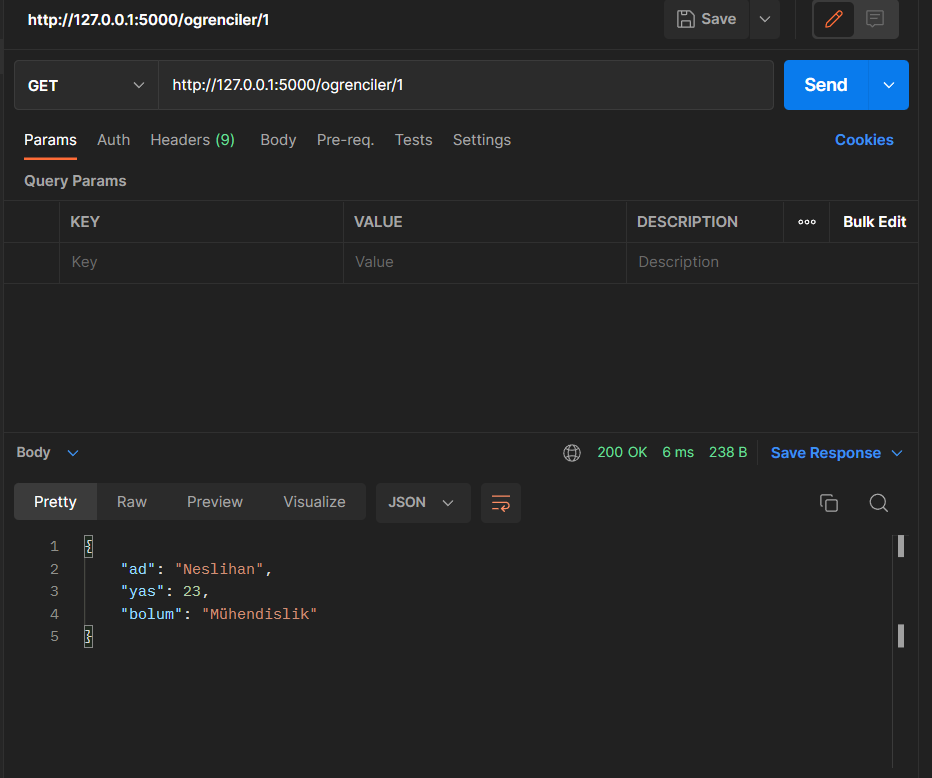 http://127.0.0.1:5000/ogrenciler/1 Save
GET http://127.0.0.1:5000/ogrenciler/1 Send
Params Auth Headers (9) Body Pre-req. Tests Settings Cookies
Query Params
KEY VALUE DESCRIPTION Bulk Edit
Key Value Description
Body 200 OK 6 ms 238 B Save Response
Pretty Raw Preview Visualize JSON
1 {
2 "ad": "Neslihan",
3 "yas": 23,
4 "bolum": "Mühendislik"
5 }